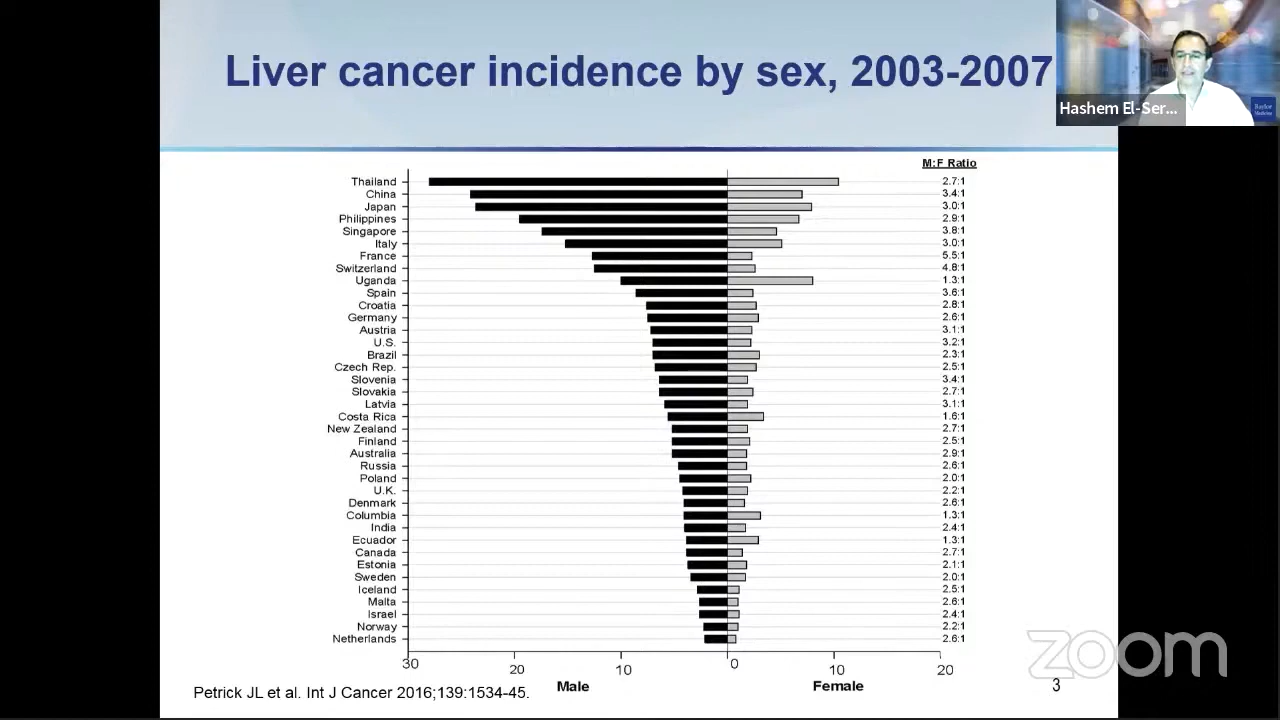 Liver cancer incidence by sex, 2003-2007
Hashem El-Ser...
Baylor
Medicine
M:F Ratio
Thailand 2.7:1
China 3.4:1
Japan 3.0:1
Philippines 2.9:1
Singapore 3.8:1
Italy 3.0:1
France 5.5:1
Switzerland 4.8:1
Uganda 1.3:1
Spain 3.6:1
Croatia 2.8:1
Germany 2.6:1
Austria 3.1:1
U.S. 3.2:1
Brazil 2.3:1
Czech Rep. 2.5:1
Slovenia 3.4:1
Slovakia 2.7:1
Latvia 3.1:1
Costa Rica 1.6:1
New Zealand 2.7:1
Finland 2.5:1
Australia 2.9:1
Russia 2.6:1
Poland 2.0:1
U.K. 2.2:1
Denmark 2.6:1
Columbia 1.3:1
India 2.4:1
Ecuador 1.3:1
Canada 2.7:1
Estonia 2.1:1
Sweden 2.0:1
Iceland 2.5:1
Malta 2.6:1
Israel 2.4:1
Norway 2.2:1
Netherlands 2.6:1
30 20 10 0 10 20
Male Female
Petrick JL et al. Int J Cancer 2016;139:1534-45.
3
zoom